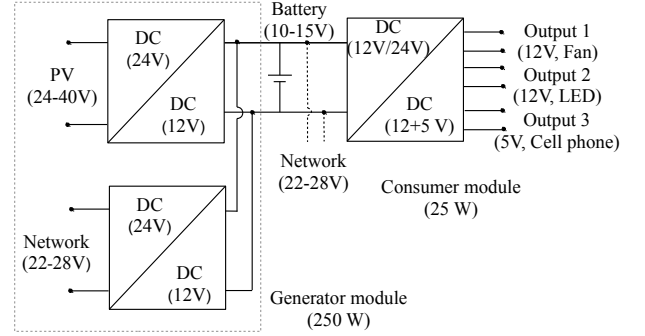 PV
(24-40V)
DC
(24V)
DC
(12V)
Battery
(10-15V)
DC
(12V/24V)
DC
(12+5 V)
Output 1
(12V, Fan)
Output 2
(12V, LED)
Output 3
(5V, Cell phone)
Network
(22-28V)
Consumer module
(25 W)
Network
(22-28V)
DC
(24V)
DC
(12V)
Generator module
(250 W)